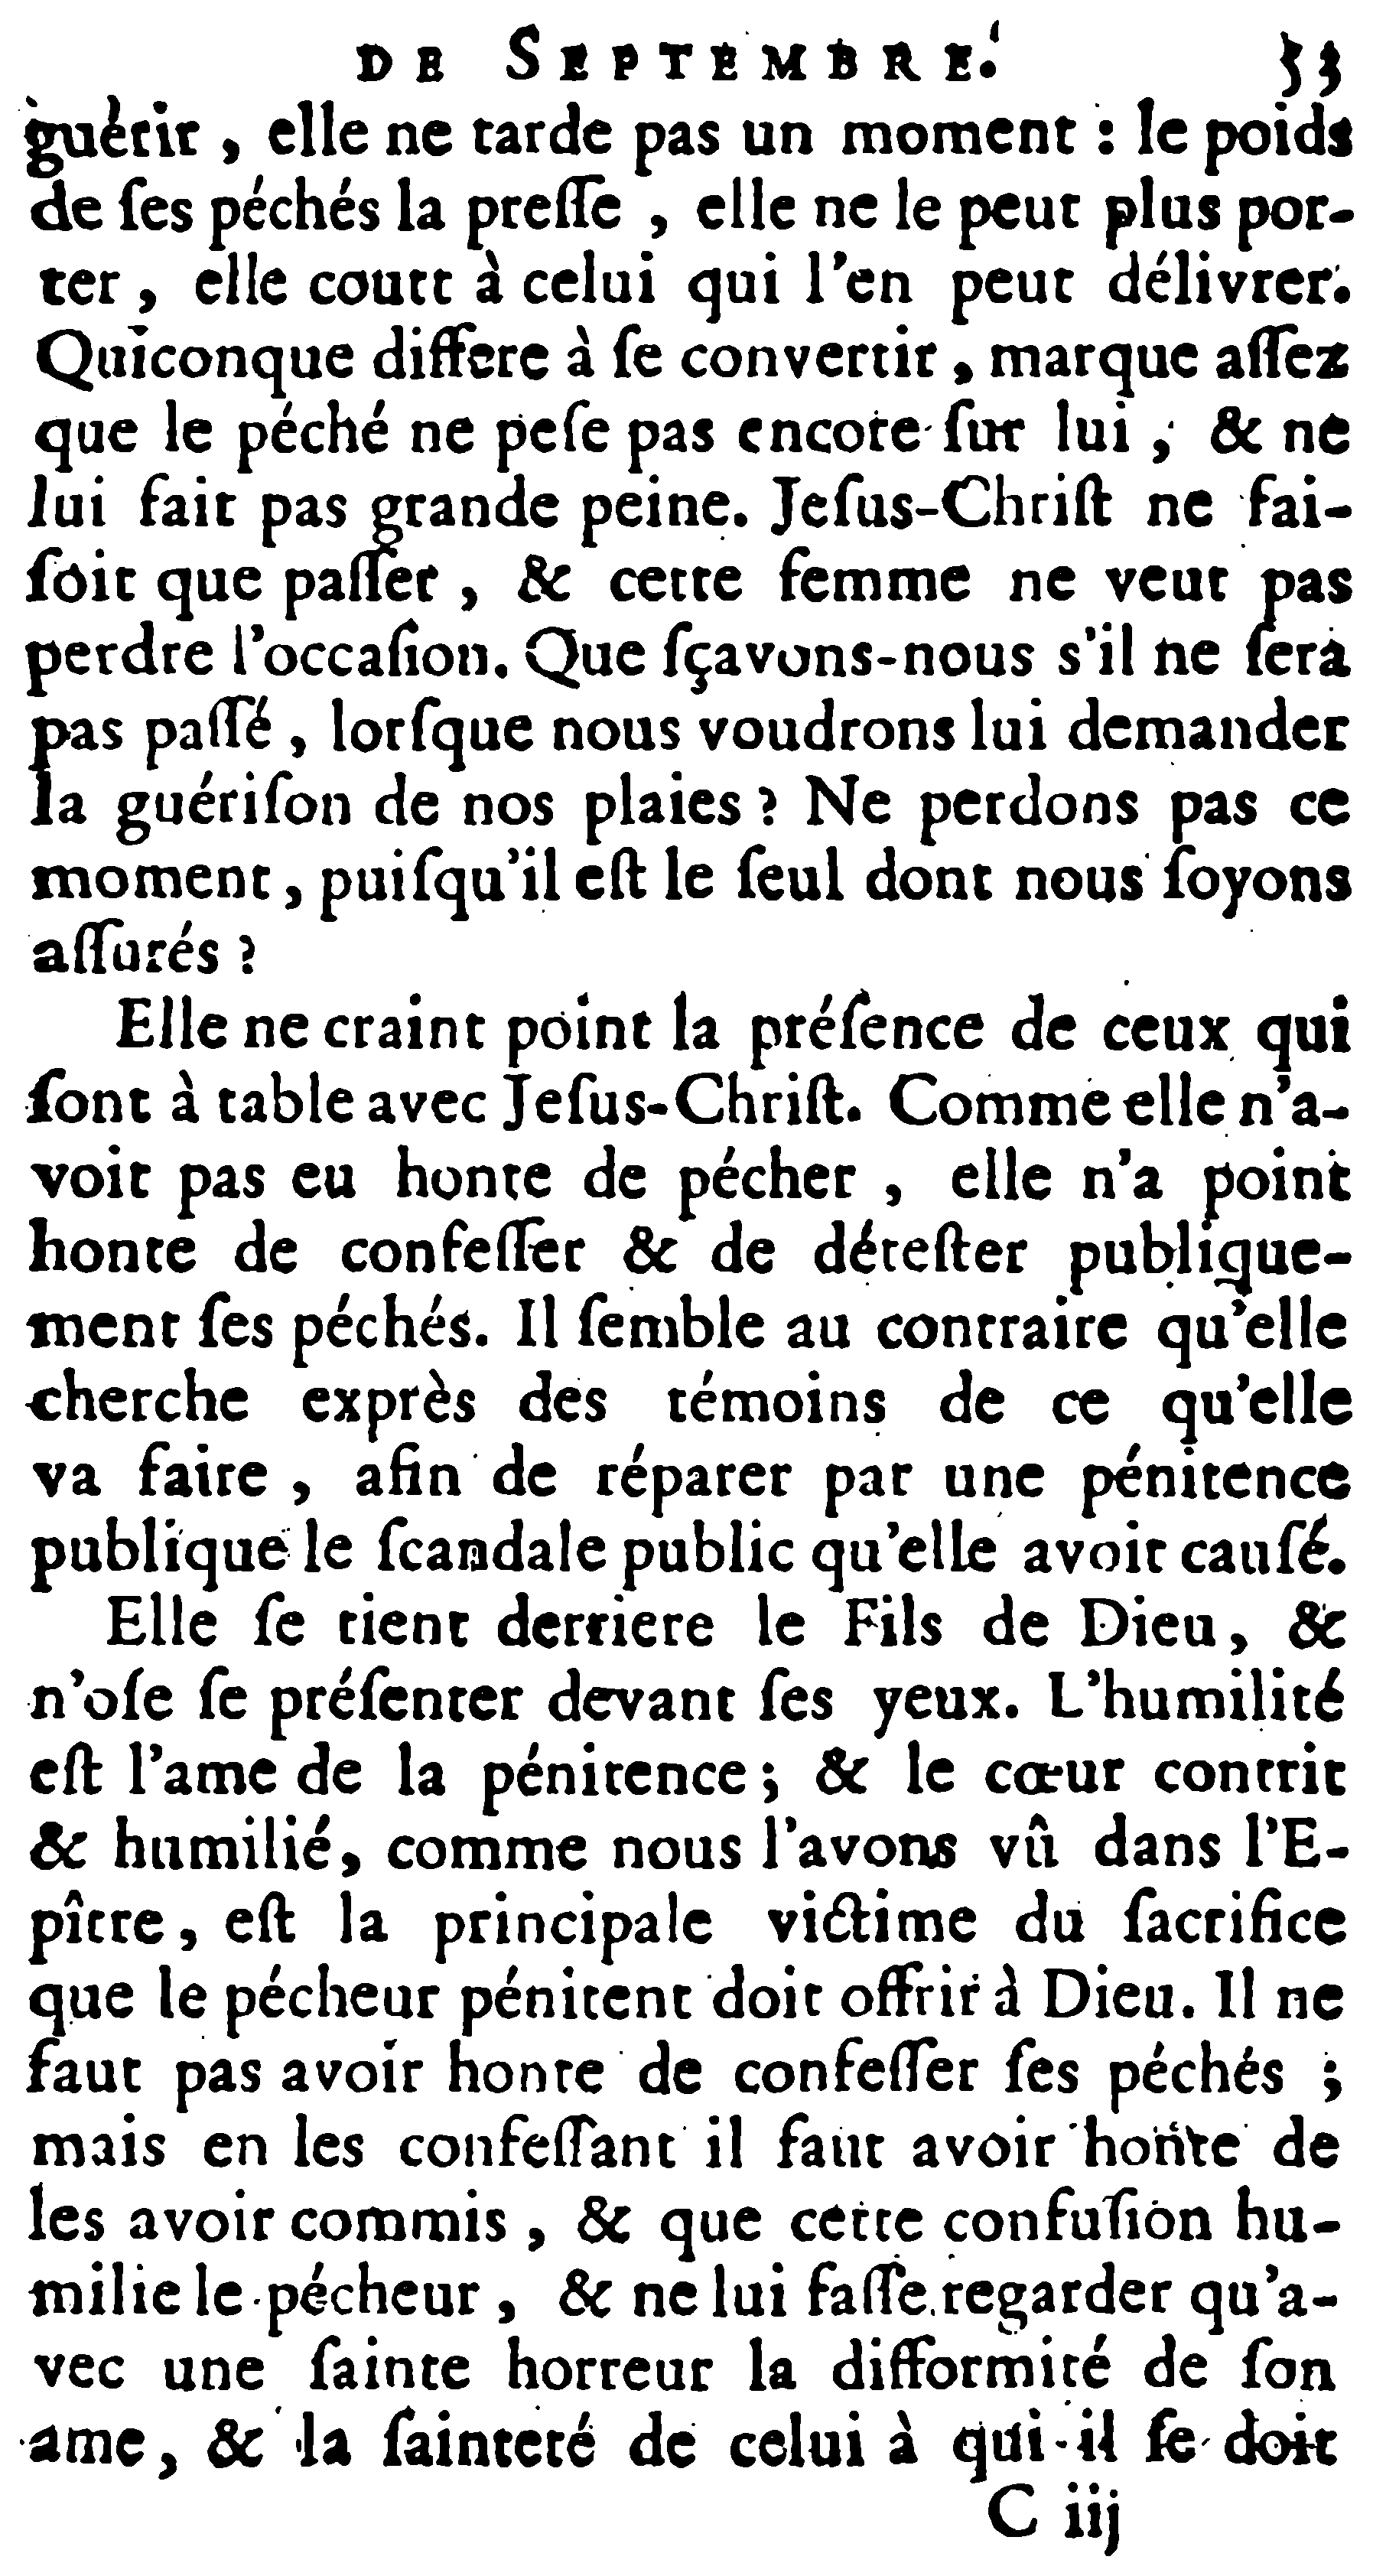 DE SEPTEMBRE. 53
guérir, elle ne tarde pas un moment : le poids
de ſes péchés la preſſe, elle ne le peut plus por-
ter, elle court à celui qui l'en peut délivrer.
Quiconque differe à ſe convertir, marque aſſez
que le péché ne peſe pas encore ſur lui, & ne
lui fait pas grande peine. Jeſus-Chriſt ne fai-
ſoit que paſſer, & cette femme ne veut pas
perdre l'occaſion. Que ſçavons-nous s'il ne ſera
pas paſſé, lorſque nous voudrons lui demander
la guériſon de nos plaies ? Ne perdons pas ce
moment, puiſqu'il eſt le ſeul dont nous ſoyons
aſſurés ?
Elle ne craint point la préſence de ceux qui
ſont à table avec Jeſus-Chriſt. Comme elle n'a-
voit pas eu honte de pécher, elle n'a point
honte de confeſſer & de déteſter publique-
ment ſes péchés. Il ſemble au contraire qu'elle
cherche exprès des témoins de ce qu'elle
va faire, afin de réparer par une pénitence
publique le ſcandale public qu'elle avoit cauſé.
Elle ſe tient derriere le Fils de Dieu, &
n'oſe ſe préſenter devant ſes yeux. L'humilité
eſt l'ame de la pénitence ; & le cœur contrit
& humilié, comme nous l'avons vû dans l'E-
pître, eſt la principale victime du ſacrifice
que le pécheur pénitent doit offrir à Dieu. Il ne
faut pas avoir honte de confeſſer ſes péchés ;
mais en les confeſſant il faut avoir honte de
les avoir commis, & que cette confuſion hu-
milie le pécheur, & ne lui faſſe regarder qu'a-
vec une ſainte horreur la difformité de ſon
ame, & la ſainteté de celui à qui il ſe doit
C iij